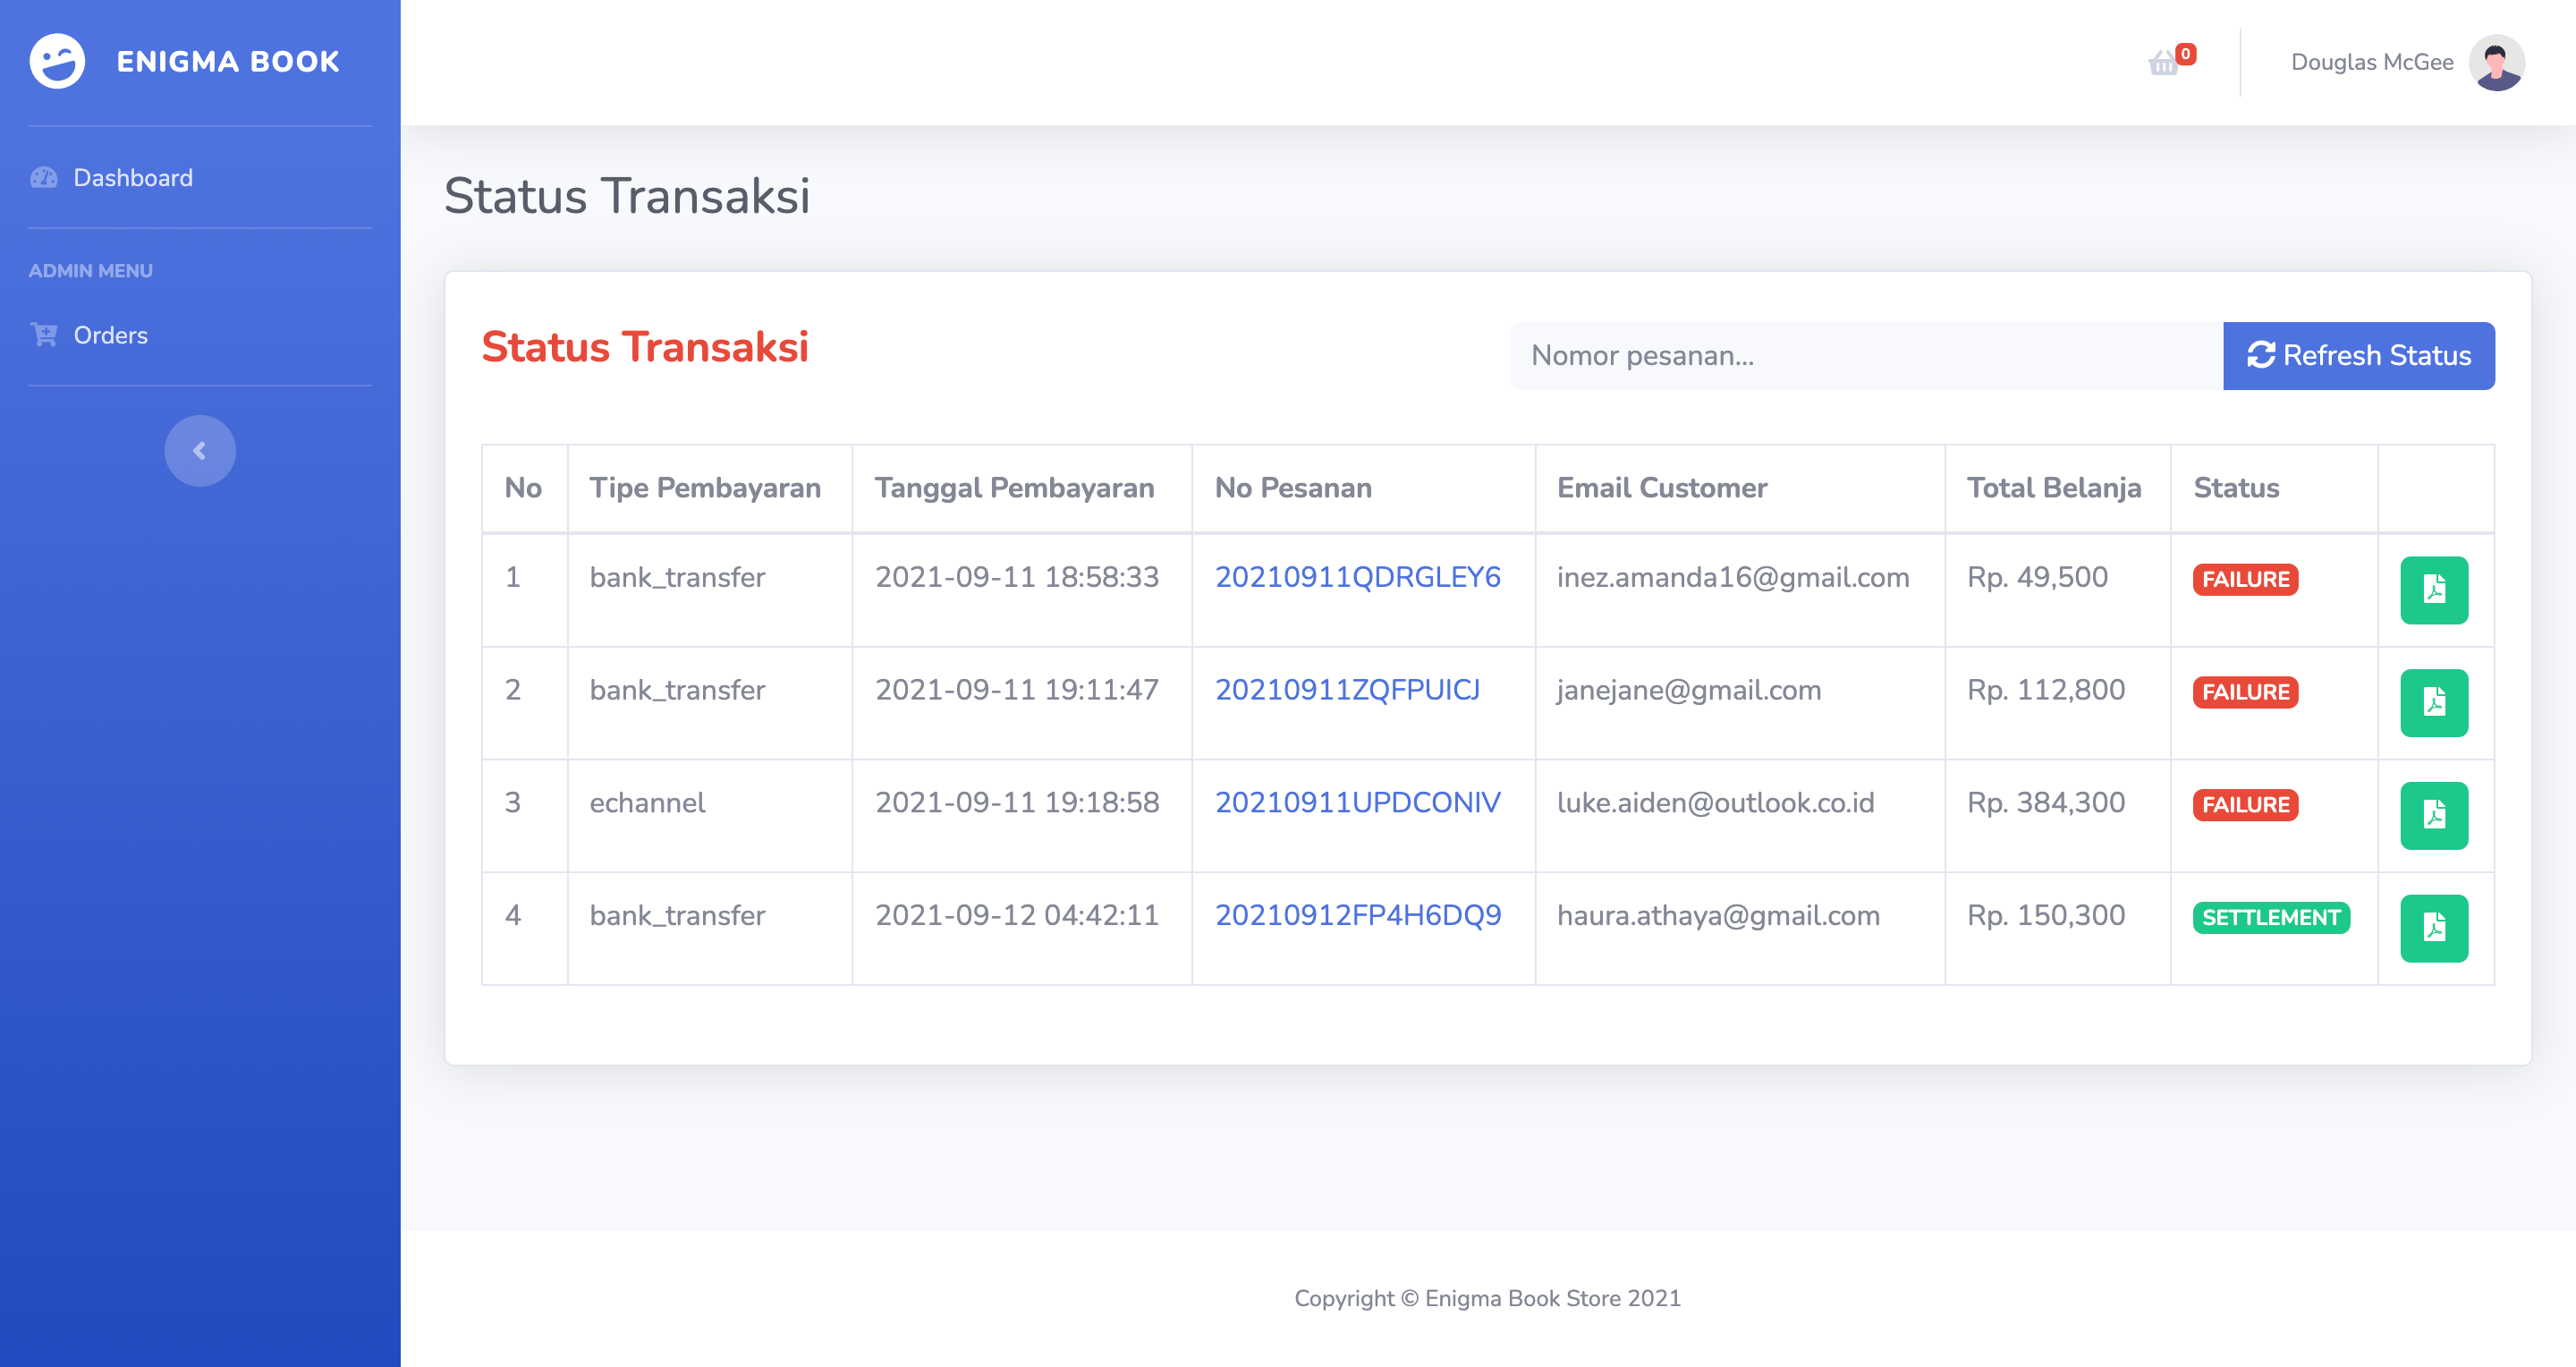 ENIGMA BOOK
0
Douglas McGee
Dashboard
ADMIN MENU
Orders
Status Transaksi
Status Transaksi
Nomor pesanan...
Refresh Status
No Tipe Pembayaran Tanggal Pembayaran No Pesanan Email Customer Total Belanja Status
1 bank_transfer 2021-09-11 18:58:33 20210911QDRGLEY6 inez.amanda16@gmail.com Rp. 49,500 FAILURE
2 bank_transfer 2021-09-11 19:11:47 20210911ZQFPUICJ janejane@gmail.com Rp. 112,800 FAILURE
3 echannel 2021-09-11 19:18:58 20210911UPDCONIV luke.aiden@outlook.co.id Rp. 384,300 FAILURE
4 bank_transfer 2021-09-12 04:42:11 20210912FP4H6DQ9 haura.athaya@gmail.com Rp. 150,300 SETTLEMENT
Copyright © Enigma Book Store 2021